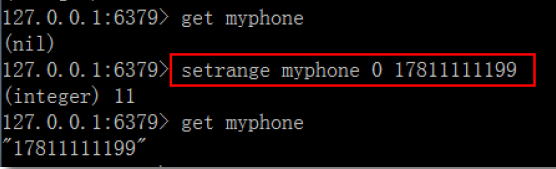 127.0.0.1:6379> get myphone
(nil)
127.0.0.1:6379> setrange myphone 0 17811111199
(integer) 11
127.0.0.1:6379> get myphone
"17811111199"